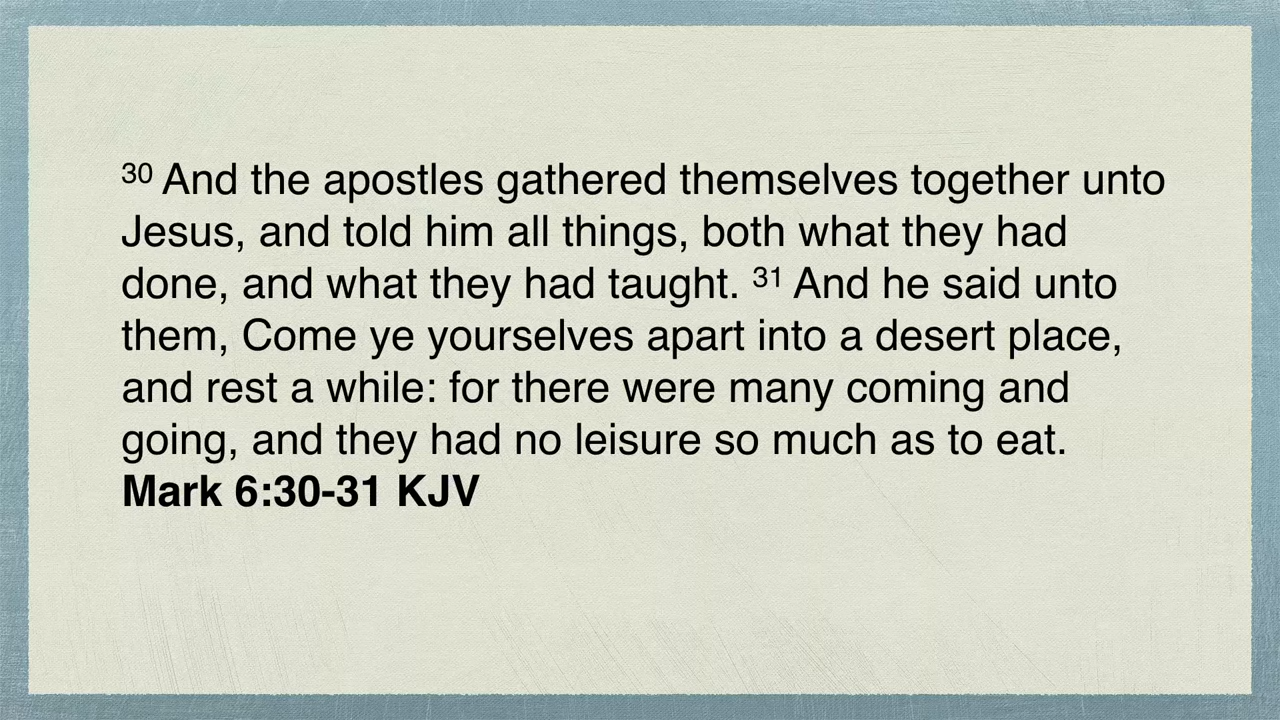 30 And the apostles gathered themselves together unto
Jesus, and told him all things, both what they had
done, and what they had taught. 31 And he said unto
them, Come ye yourselves apart into a desert place,
and rest a while: for there were many coming and
going, and they had no leisure so much as to eat.
Mark 6:30-31 KJV